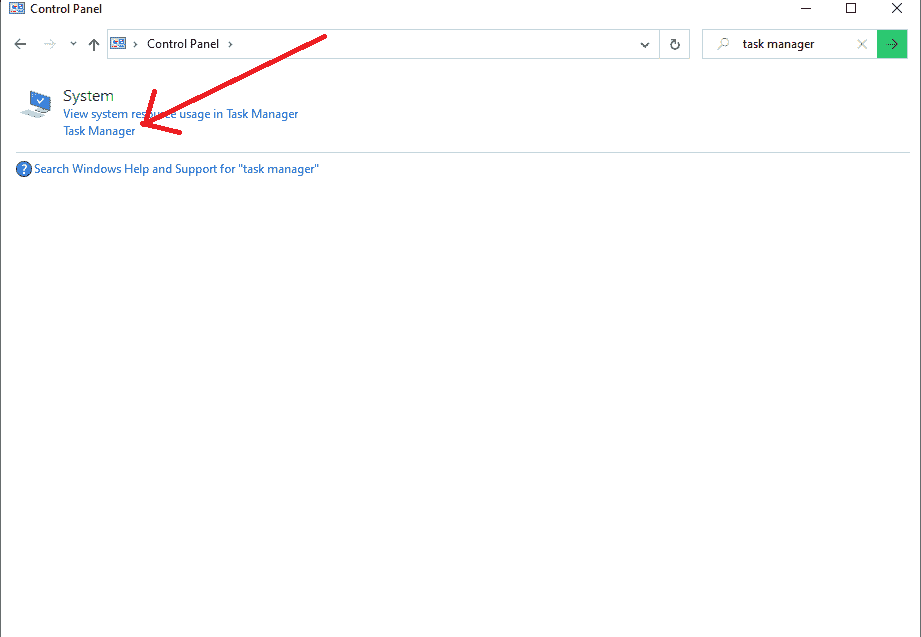 Control Panel
Control Panel
task manager
System
View system resource usage in Task Manager
Task Manager
Search Windows Help and Support for "task manager"